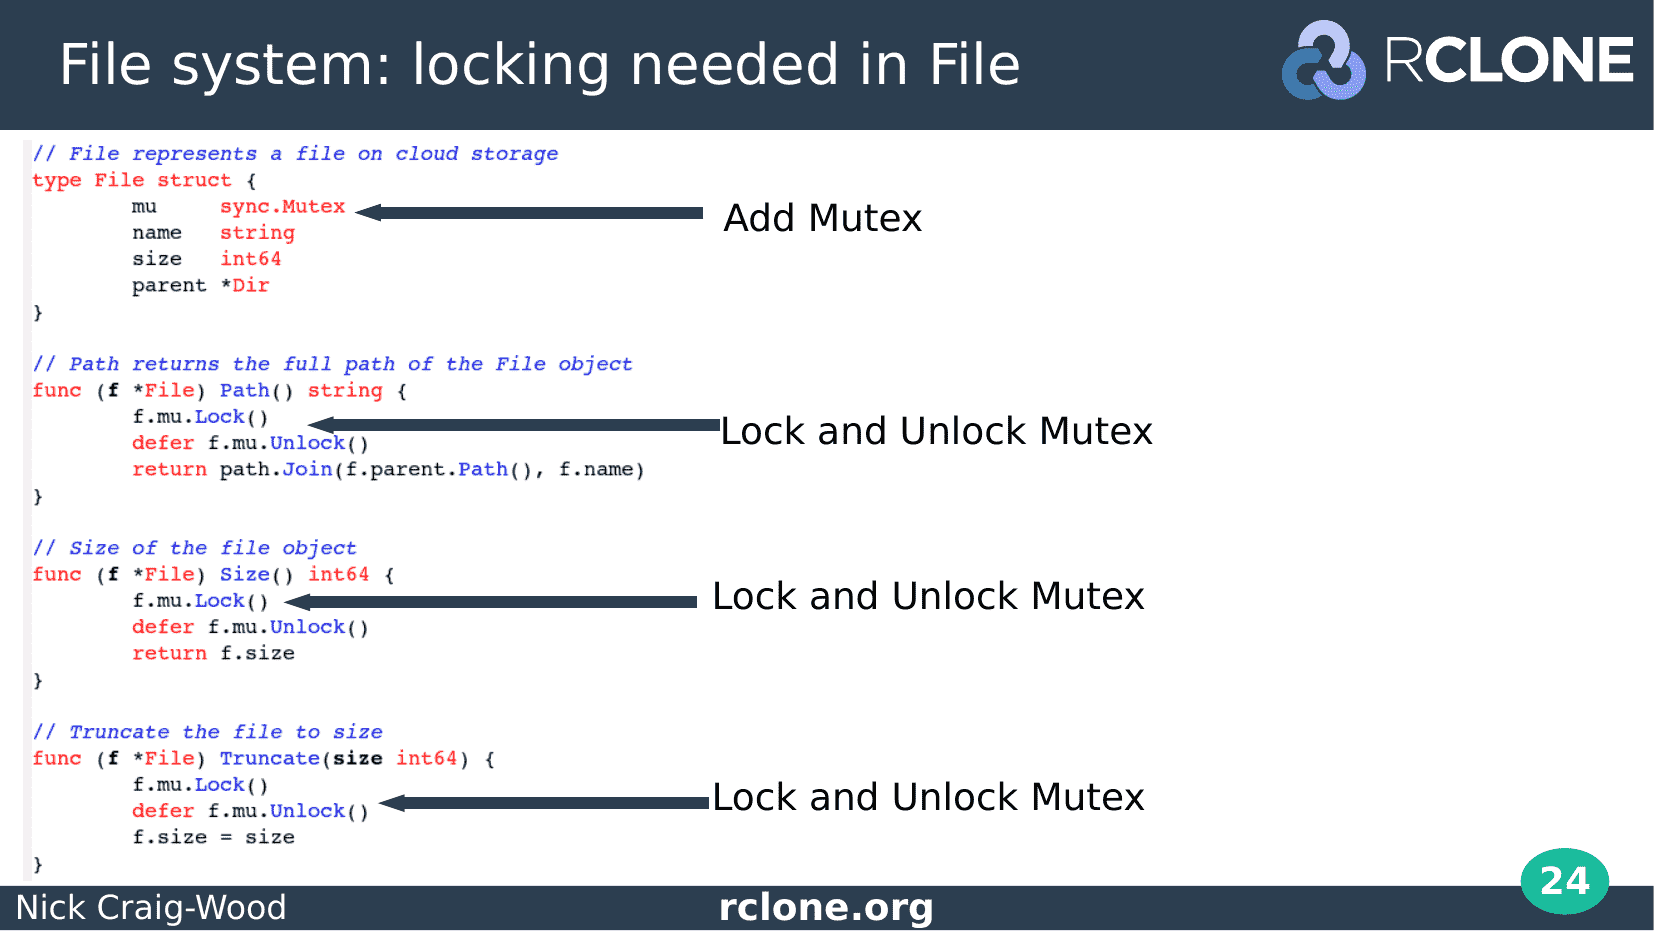 File system: locking needed in File
RCLONE
// File represents a file on cloud storage
type File struct {
        mu     sync.Mutex
        name   string
        size   int64
        parent *Dir
}
Add Mutex
// Path returns the full path of the File object
func (f *File) Path() string {
        f.mu.Lock()
        defer f.mu.Unlock()
        return path.Join(f.parent.Path(), f.name)
}
Lock and Unlock Mutex
// Size of the file object
func (f *File) Size() int64 {
        f.mu.Lock()
        defer f.mu.Unlock()
        return f.size
}
Lock and Unlock Mutex
// Truncate the file to size
func (f *File) Truncate(size int64) {
        f.mu.Lock()
        defer f.mu.Unlock()
        f.size = size
}
Lock and Unlock Mutex
Nick Craig-Wood
rclone.org
24